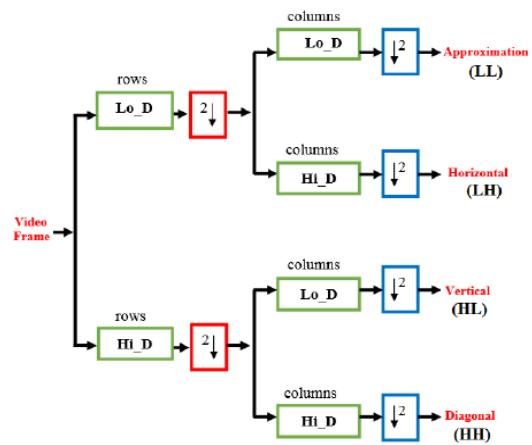 columns
Lo_D
↓2
Approximation
(LL)
rows
Lo_D
2↓
columns
Hi_D
↓2
Horizontal
(LH)
Video
Frame
columns
Lo_D
↓2
Vertical
(HL)
rows
Hi_D
2↓
columns
Hi_D
↓2
Diagonal
(HH)